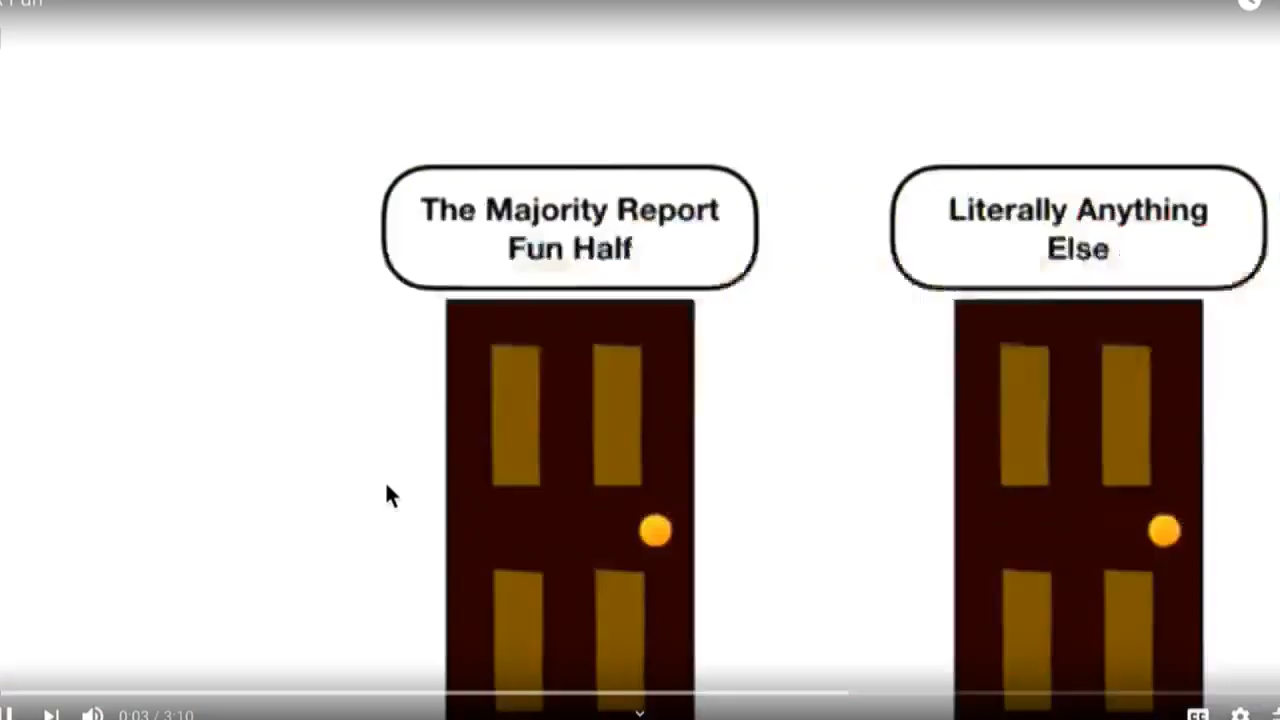 The Majority Report
Fun Half
Literally Anything
Else
0:03 / 3:10